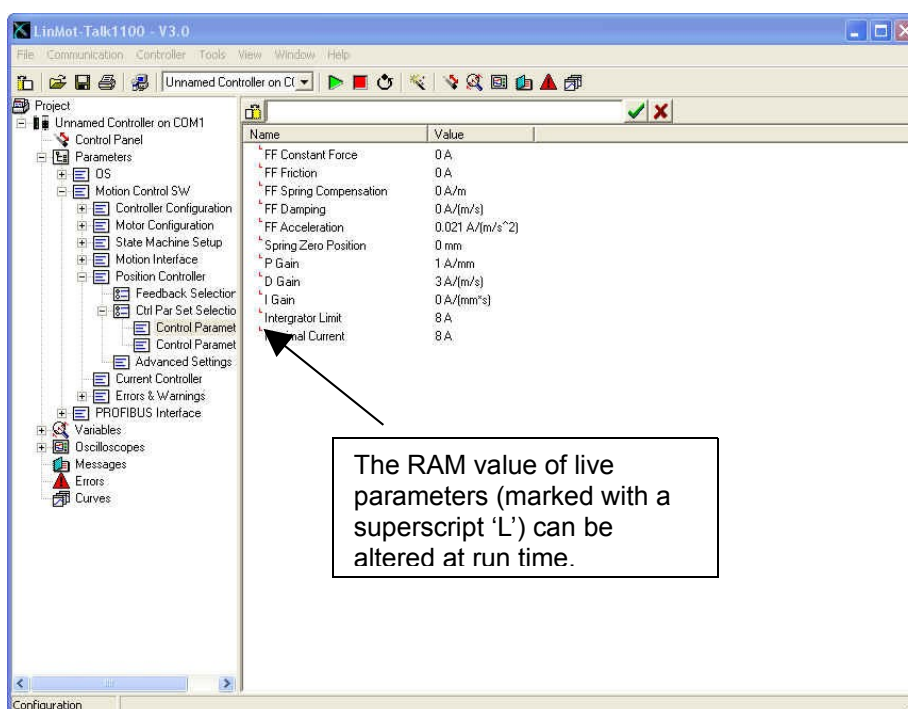 LinMot-Talk1100 - V3.0
File Communication Controller Tools View Window Help
Unnamed Controller on C(
Project
Unnamed Controller on COM1
Control Panel
Parameters
OS
Motion Control SW
Controller Configuration
Motor Configuration
State Machine Setup
Motion Interface
Position Controller
Feedback Selection
Ctrl Par Set Selectio
Control Paramet
Control Paramet
Advanced Settings
Current Controller
Errors & Warnings
PROFIBUS Interface
Variables
Oscilloscopes
Messages
Errors
Curves
Name Value
L FF Constant Force 0 A
L FF Friction 0 A
L FF Spring Compensation 0 A/m
L FF Damping 0 A/(m/s)
L FF Acceleration 0.021 A/(m/s^2)
L Spring Zero Position 0 mm
L P Gain 1 A/mm
L D Gain 3 A/(m/s)
L I Gain 0 A/(mm*s)
L Intergrator Limit 8 A
L Current 8 A
The RAM value of live
parameters (marked with a
superscript ‘L’) can be
altered at run time.
Configuration